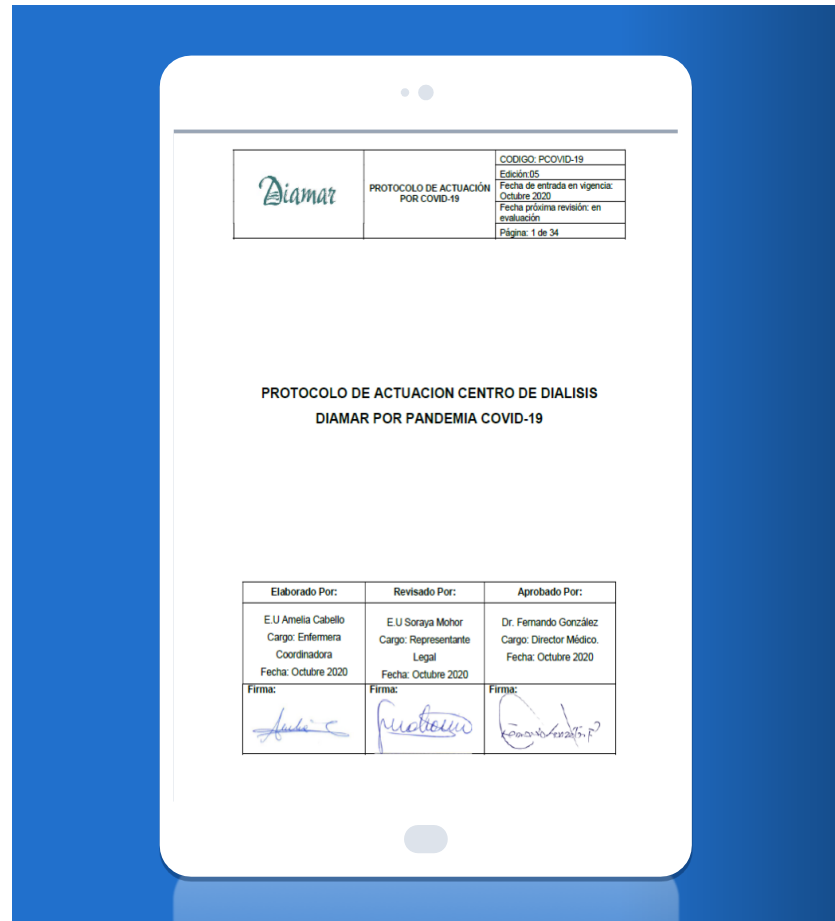 Diamar
PROTOCOLO DE ACTUACIÓN
POR COVID-19
CODIGO: PCOVID-19
Edición:05
Fecha de entrada en vigencia:
Octubre 2020
Fecha próxima revisión: en
evaluación
Página: 1 de 34
PROTOCOLO DE ACTUACION CENTRO DE DIALISIS
DIAMAR POR PANDEMIA COVID-19
Elaborado Por:
E.U Amelia Cabello
Cargo: Enfermera
Coordinadora
Fecha: Octubre 2020
Firma:
Revisado Por:
E.U Soraya Mohor
Cargo: Representante
Legal
Fecha: Octubre 2020
Firma:
Aprobado Por:
Dr. Fernando González
Cargo: Director Médico.
Fecha: Octubre 2020
Firma: